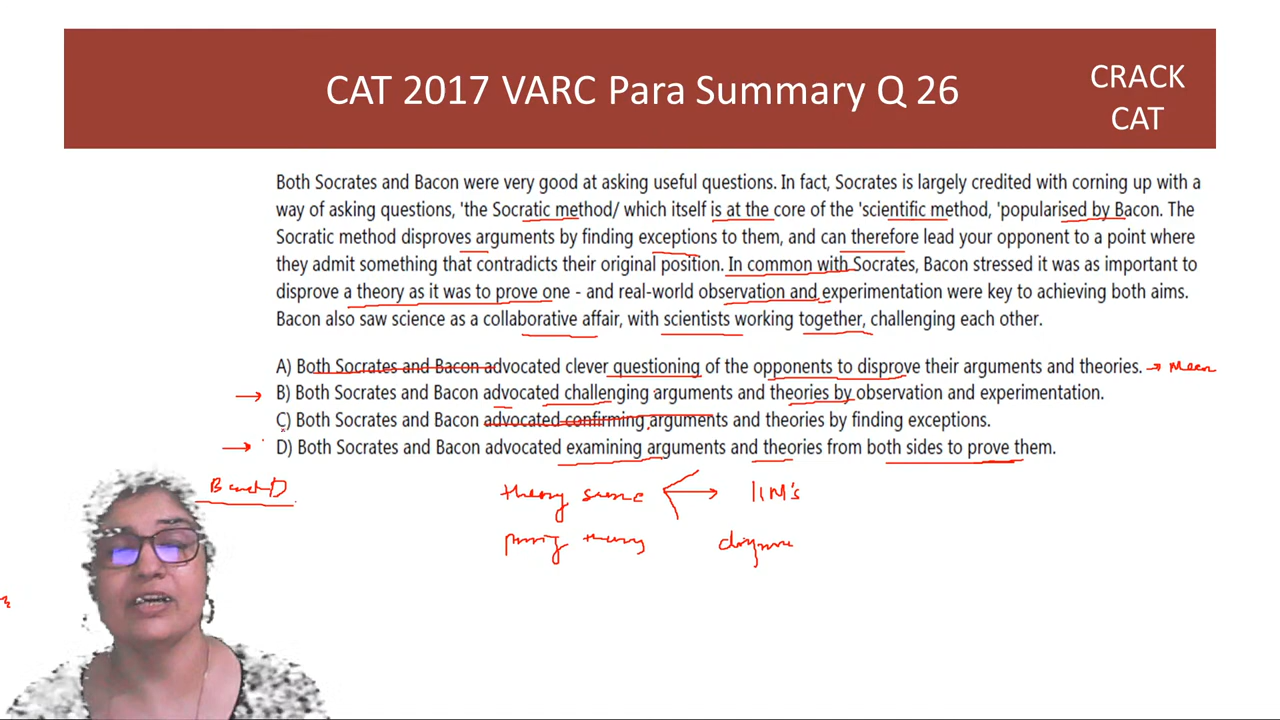 CAT 2017 VARC Para Summary Q 26
CRACK
CAT
Both Socrates and Bacon were very good at asking useful questions. In fact, Socrates is largely credited with corning up with a
way of asking questions, 'the Socratic method/ which itself is at the core of the 'scientific method, 'popularised by Bacon. The
Socratic method disproves arguments by finding exceptions to them, and can therefore lead your opponent to a point where
they admit something that contradicts their original position. In common with Socrates, Bacon stressed it was as important to
disprove a theory as it was to prove one - and real-world observation and experimentation were key to achieving both aims.
Bacon also saw science as a collaborative affair, with scientists working together, challenging each other.
A) Both Socrates and Bacon advocated clever questioning of the opponents to disprove their arguments and theories.
B) Both Socrates and Bacon advocated challenging arguments and theories by observation and experimentation.
C) Both Socrates and Bacon advocated confirming arguments and theories by finding exceptions.
D) Both Socrates and Bacon advocated examining arguments and theories from both sides to prove them.
B and D
theory IIM's
theory